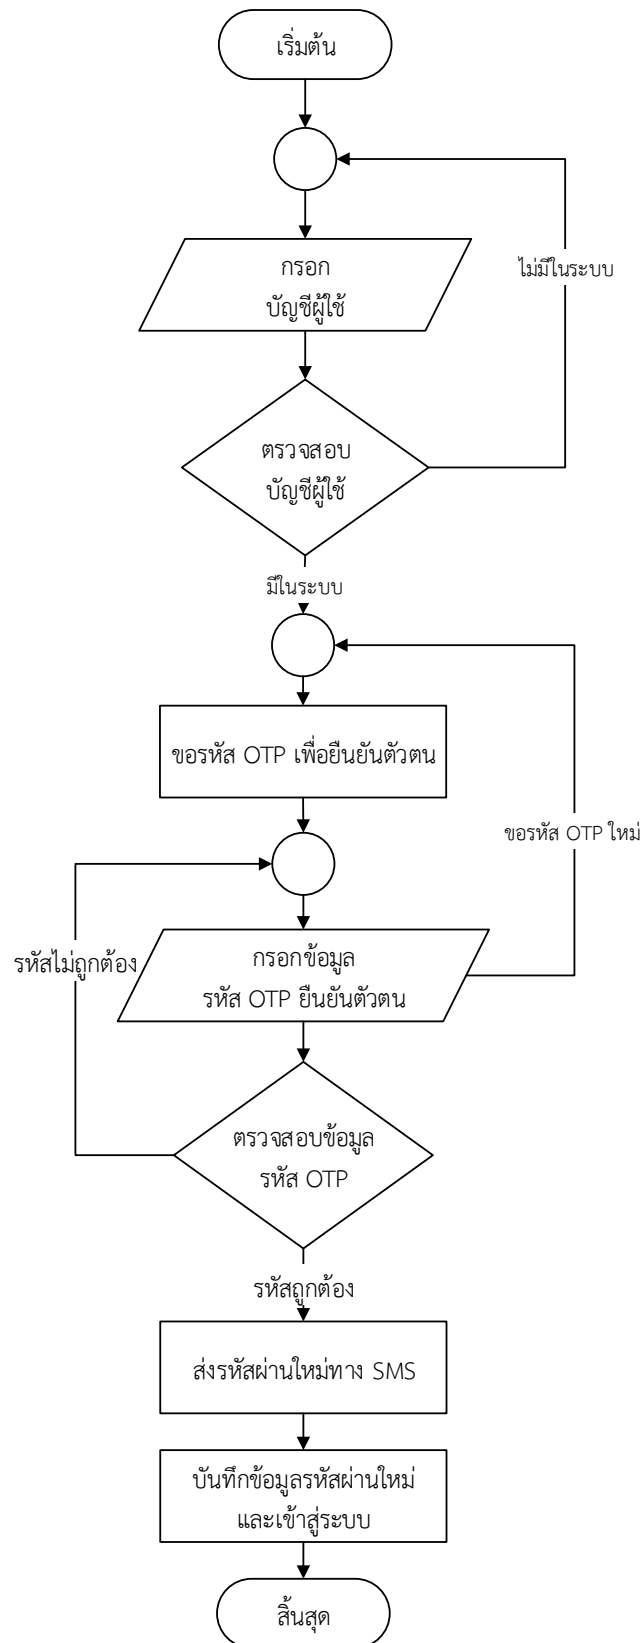 เริ่มต้น
กรอก
บัญชีผู้ใช้
ไม่มีในระบบ
ตรวจสอบ
บัญชีผู้ใช้
มีในระบบ
ขอรหัส OTP เพื่อยืนยันตัวตน
ขอรหัส OTP ใหม่
รหัสไม่ถูกต้อง
กรอกข้อมูล
รหัส OTP ยืนยันตัวตน
ตรวจสอบข้อมูล
รหัส OTP
รหัสถูกต้อง
ส่งรหัสผ่านใหม่ทาง SMS
บันทึกข้อมูลรหัสผ่านใหม่
และเข้าสู่ระบบ
สิ้นสุด